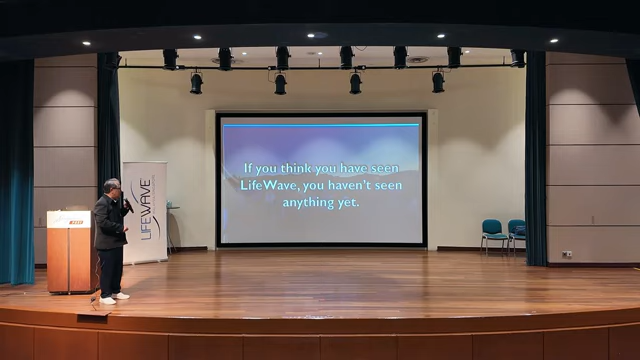 If you think you have seen
LifeWave, you haven't seen
anything yet.
LIFEWAVE